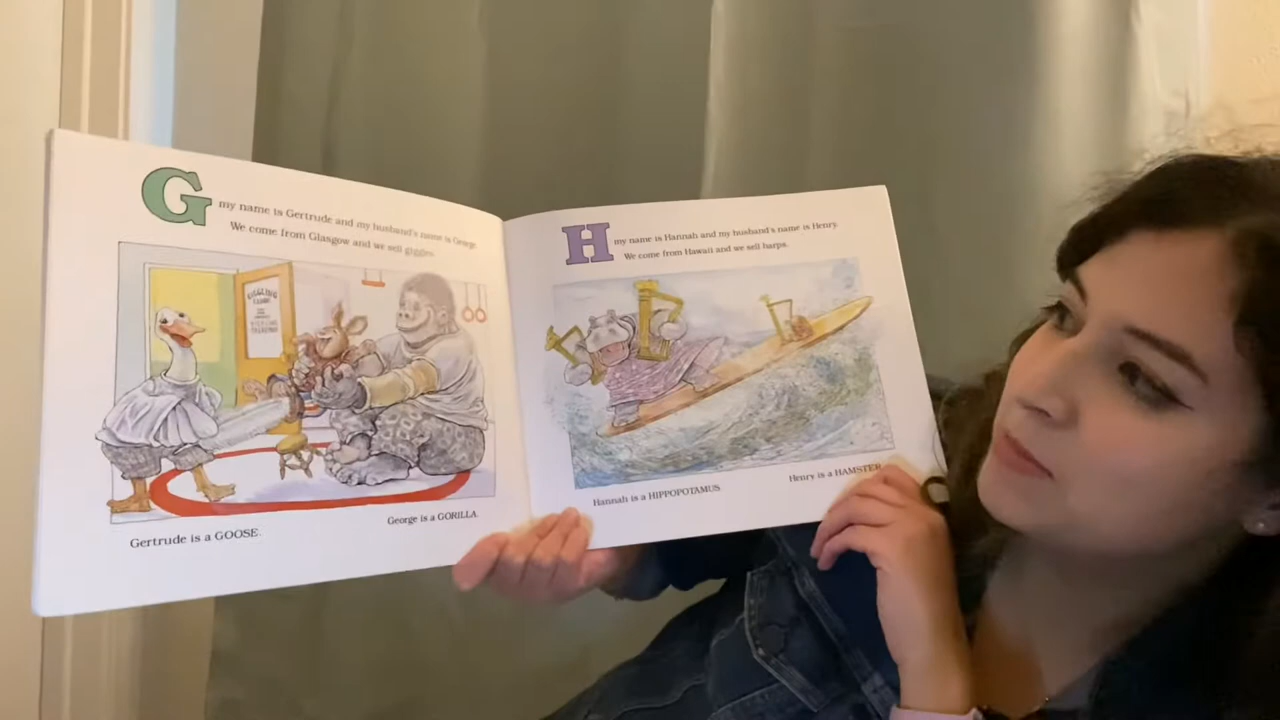 G my name is Gertrude and my husband's name is George.
We come from Glasgow and we sell giggles.
GIGGLING
Gertrude is a GOOSE.
George is a GORILLA.
H my name is Hannah and my husband's name is Henry.
We come from Hawaii and we sell harps.
Hannah is a HIPPOPOTAMUS.
Henry is a HAMSTER.